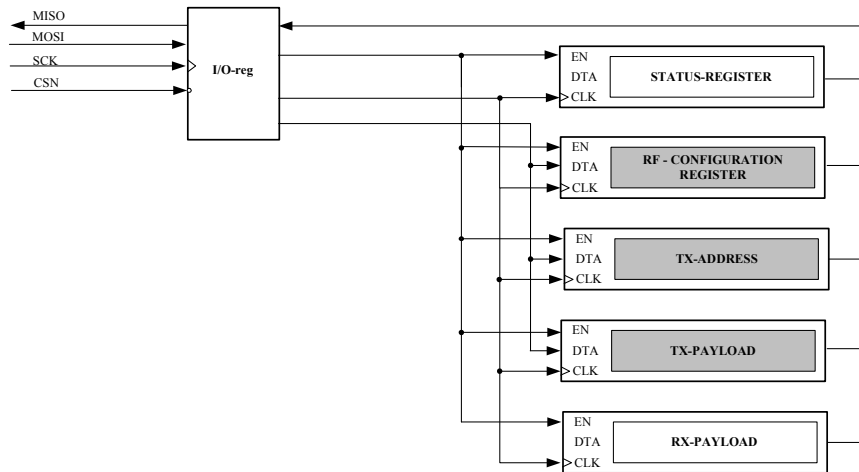 MISO
MOSI
SCK
CSN
I/O-reg
EN
DTA
CLK
STATUS-REGISTER
EN
DTA
CLK
RF - CONFIGURATION
REGISTER
EN
DTA
CLK
TX-ADDRESS
EN
DTA
CLK
TX-PAYLOAD
EN
DTA
CLK
RX-PAYLOAD